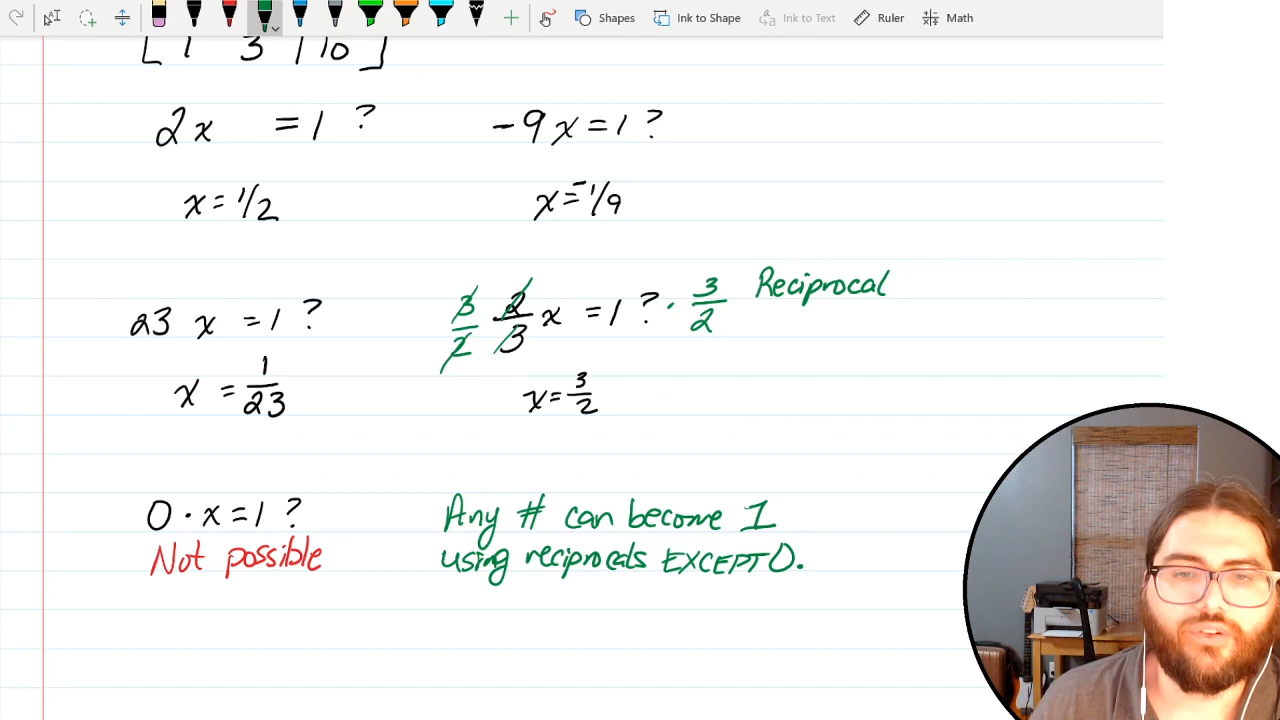 Shapes Ink to Shape Ink to Text Ruler Math
[ 1 3 | 10 ]
2x = 1 ? -9x = 1 ?
x = 1/2 x = -1/9
23 x = 1 ? 3/2 2/3 x = 1 ? · 3/2 Reciprocal
x = 1/23 x = 3/2
0 · x = 1 ? Any # can become 1
Not possible using reciprocals EXCEPT 0.